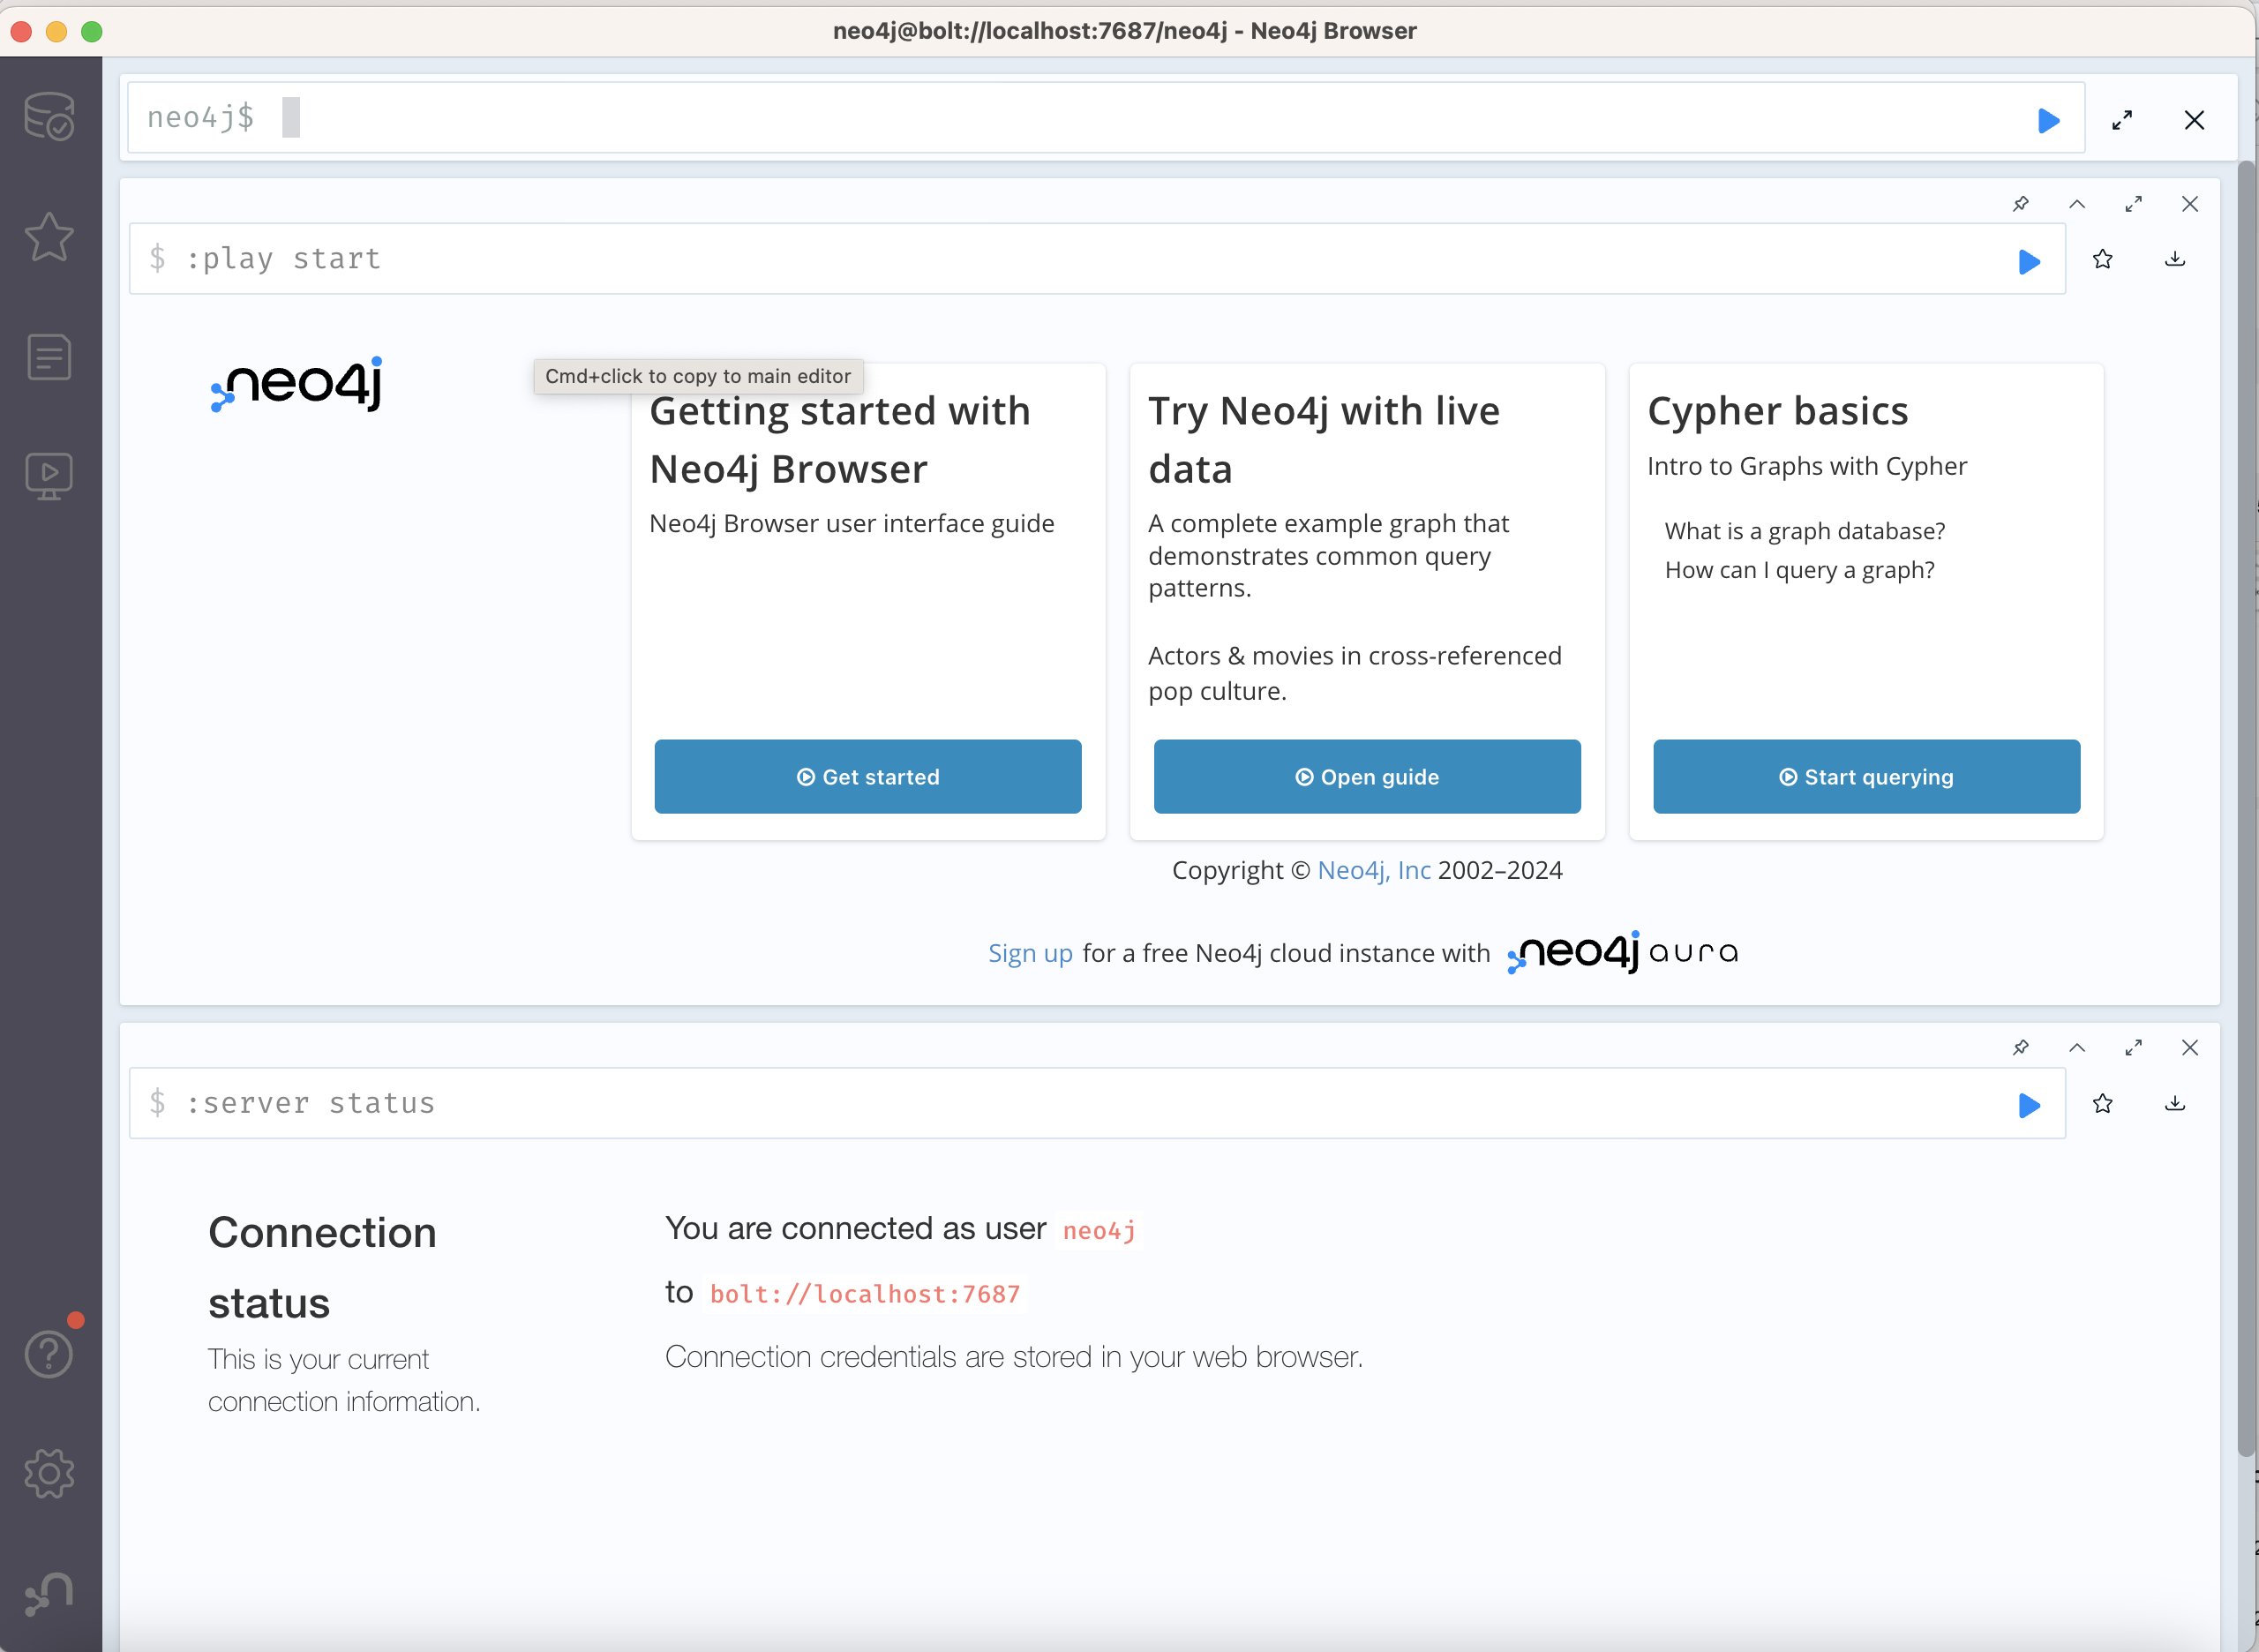 neo4j@bolt://localhost:7687/neo4j - Neo4j Browser
neo4j$
$ :play start
neo4j
Cmd+click to copy to main editor
Getting started with
Neo4j Browser
Neo4j Browser user interface guide
Get started
Try Neo4j with live
data
A complete example graph that
demonstrates common query
patterns.
Actors & movies in cross-referenced
pop culture.
Open guide
Cypher basics
Intro to Graphs with Cypher
What is a graph database?
How can I query a graph?
Start querying
Copyright © Neo4j, Inc 2002–2024
Sign up for a free Neo4j cloud instance with neo4j aura
$ :server status
Connection
status
This is your current
connection information.
You are connected as user neo4j
to bolt://localhost:7687
Connection credentials are stored in your web browser.